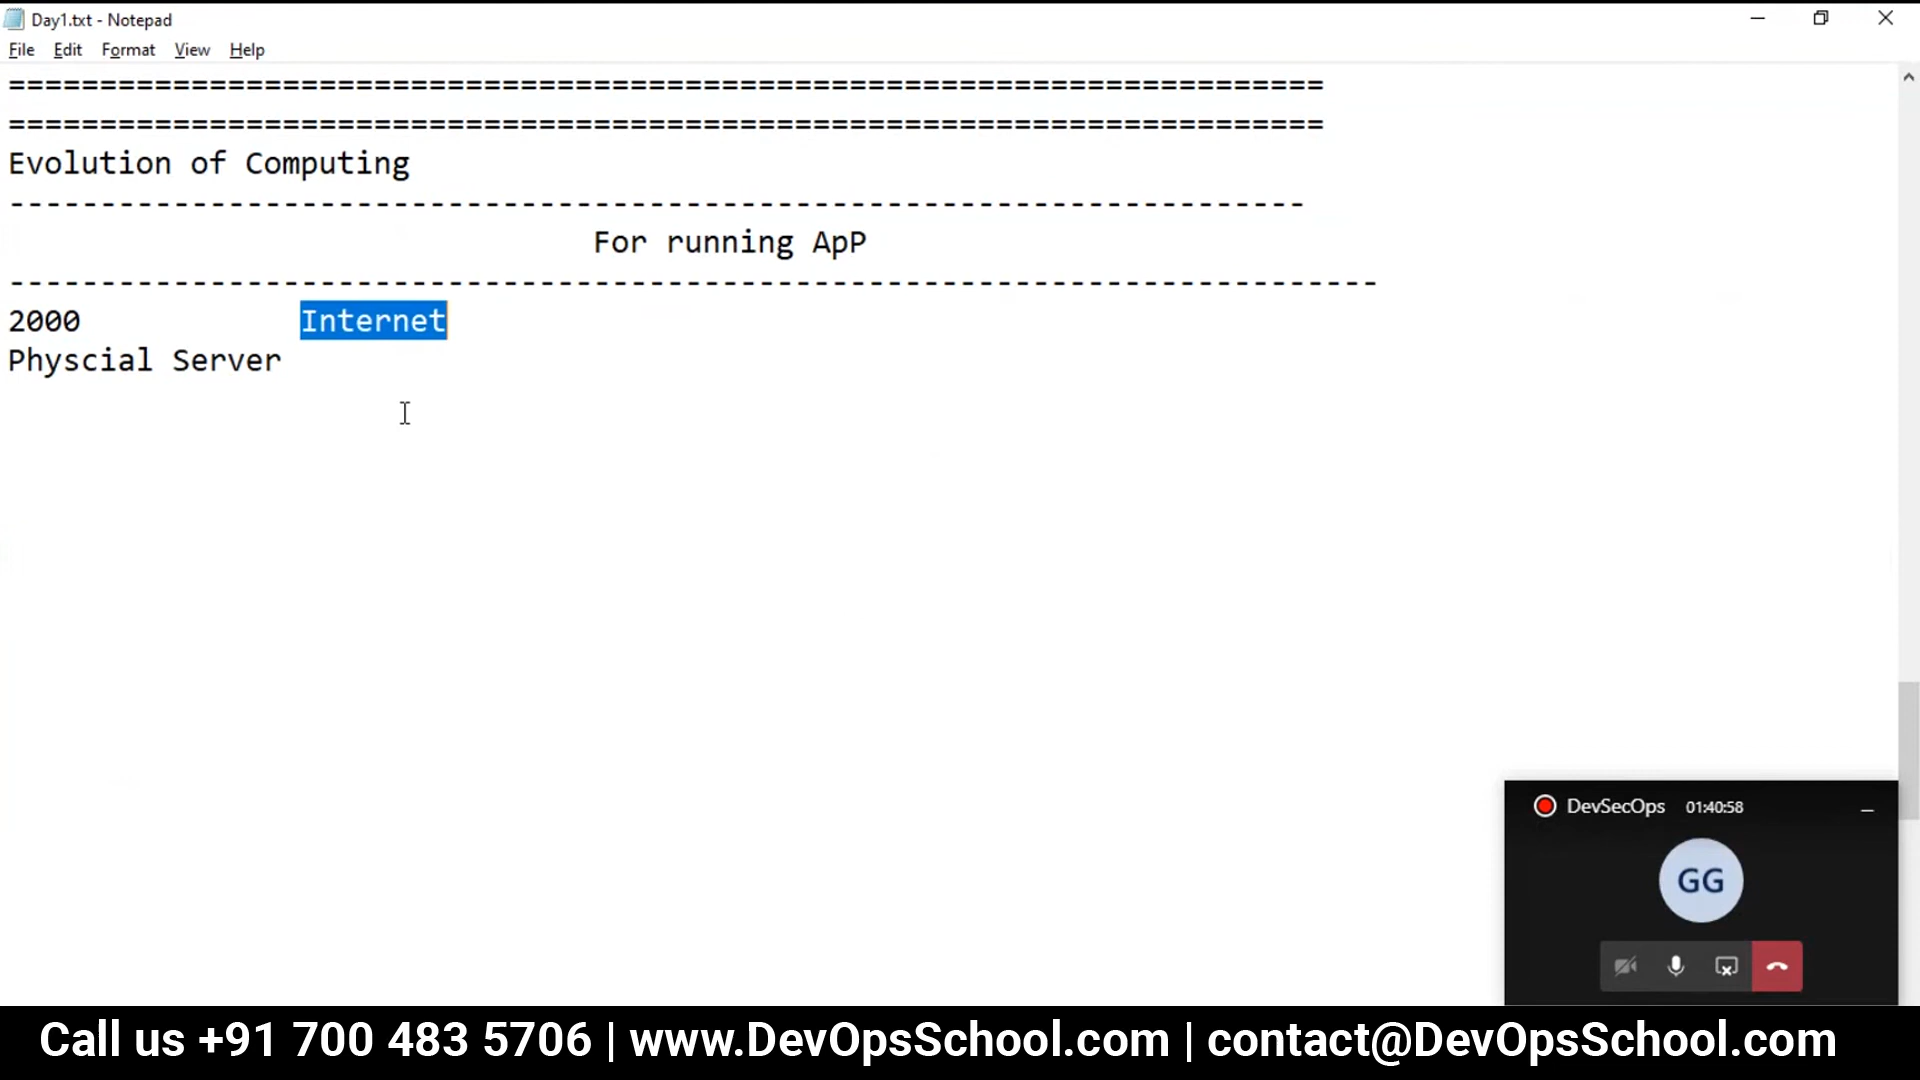 Day1.txt - Notepad
File Edit Format View Help
========================================================================
========================================================================
Evolution of Computing
-----------------------------------------------------------------------
For running ApP
---------------------------------------------------------------------------
2000 Internet
Physcial Server
DevSecOps 01:40:58
GG
Call us +91 700 483 5706 | www.DevOpsSchool.com | contact@DevOpsSchool.com